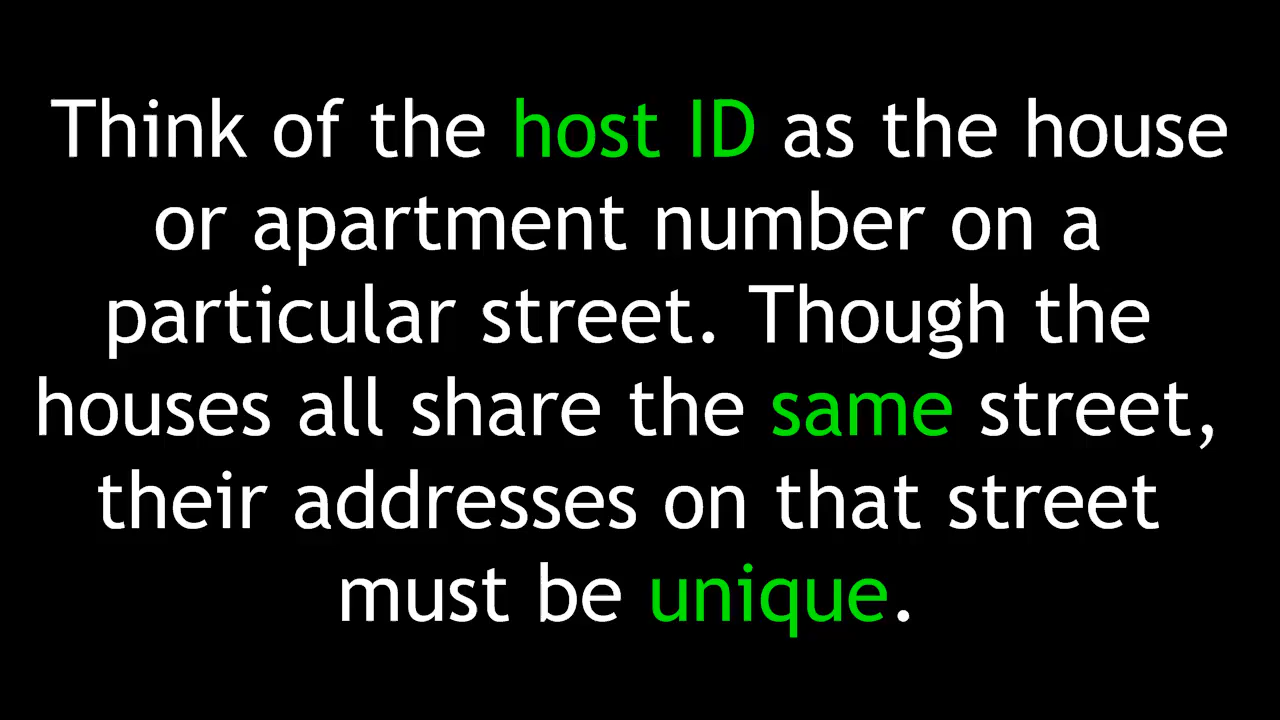 Think of the host ID as the house
or apartment number on a
particular street. Though the
houses all share the same street,
their addresses on that street
must be unique.